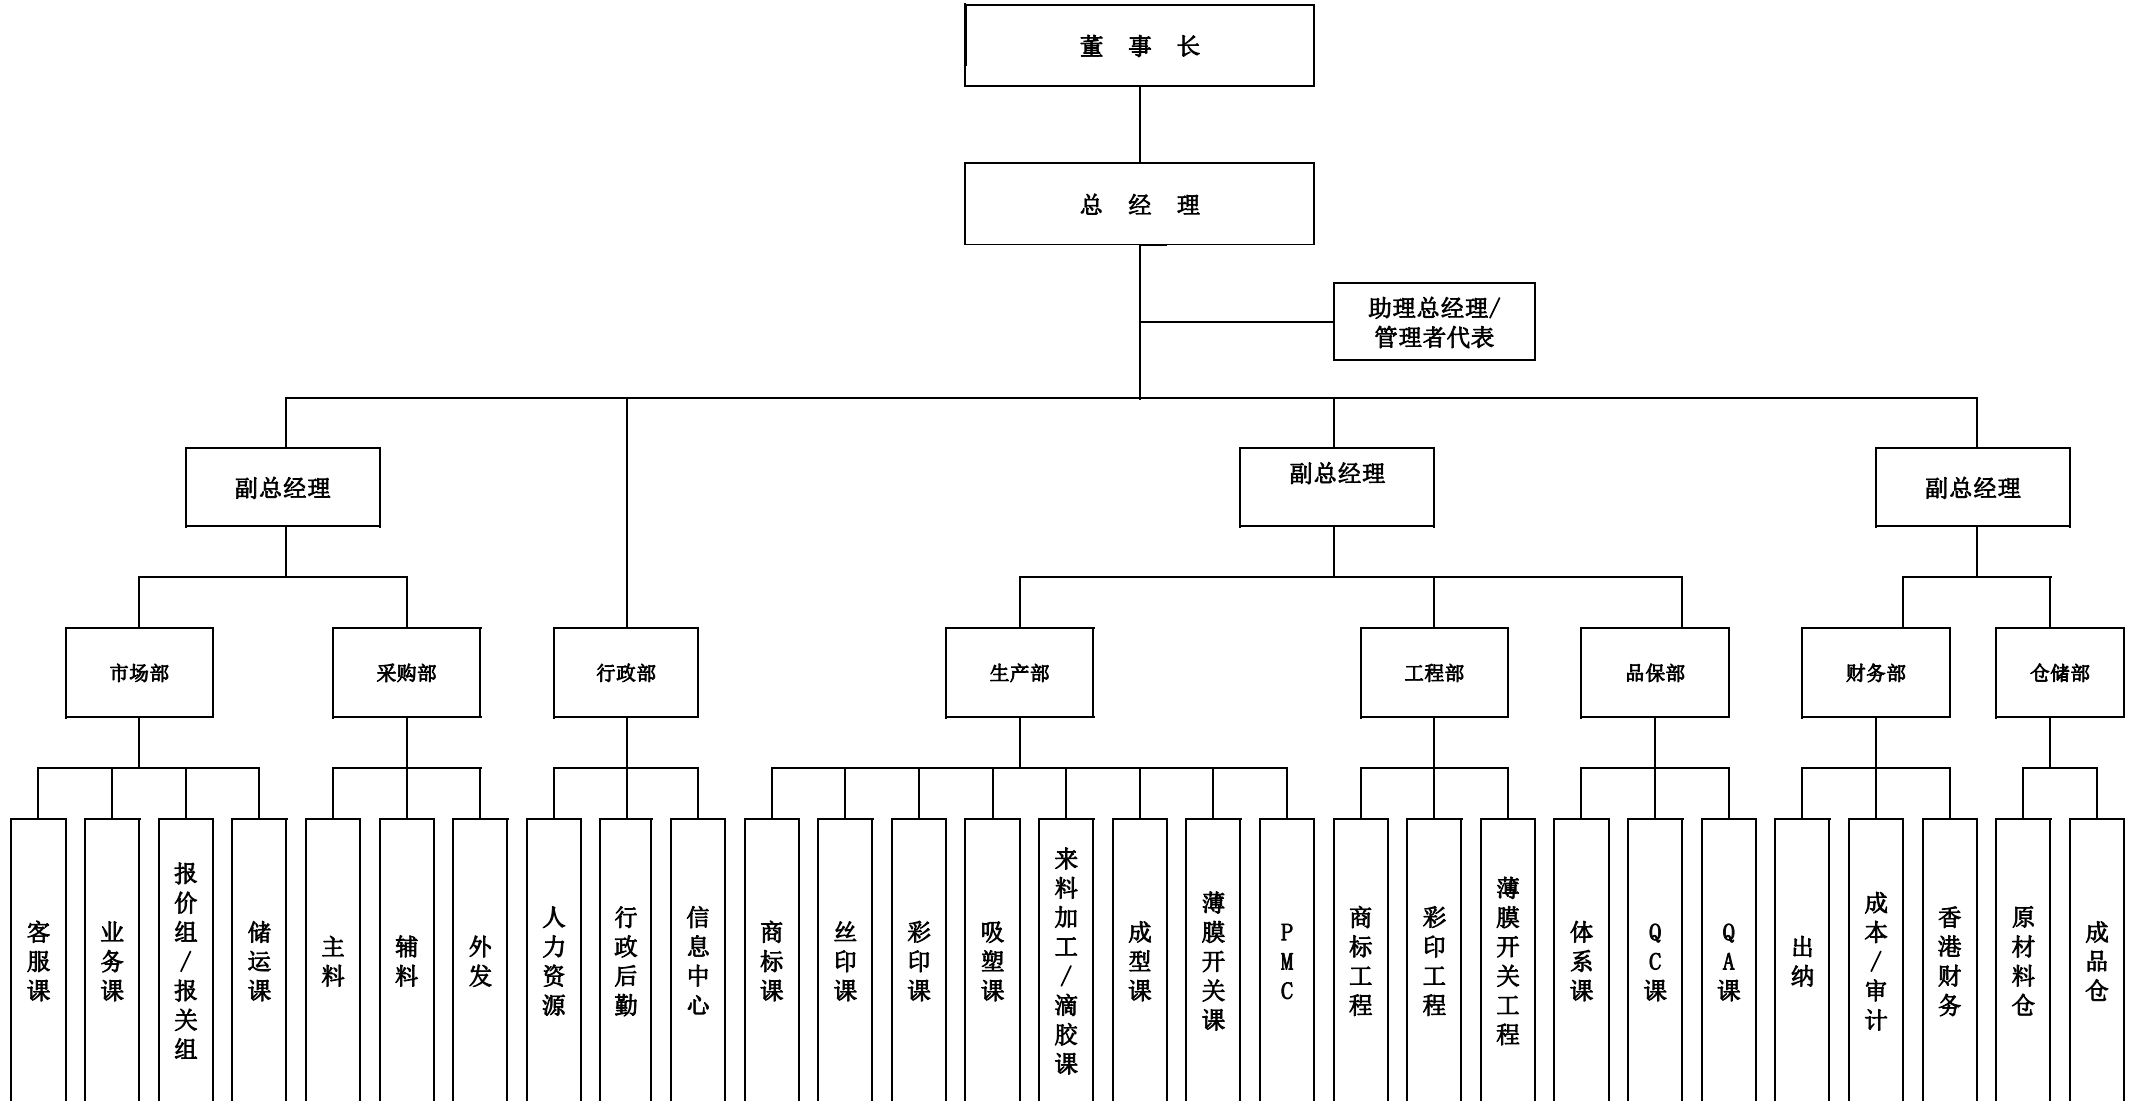 董 事 长
总 经 理
助理总经理/
管理者代表
副总经理
副总经理
副总经理
市场部
采购部
行政部
生产部
工程部
品保部
财务部
仓储部
客服课
业务课
报价组/报关组
储运课
主料
辅料
外发
人力资源
行政后勤
信息中心
商标课
丝印课
彩印课
吸塑课
来料加工/滴胶课
成型课
薄膜开关课
PMC
商标工程
彩印工程
薄膜开关工程
体系课
QC课
QA课
出纳
成本/审计
香港财务
原材料仓
成品仓